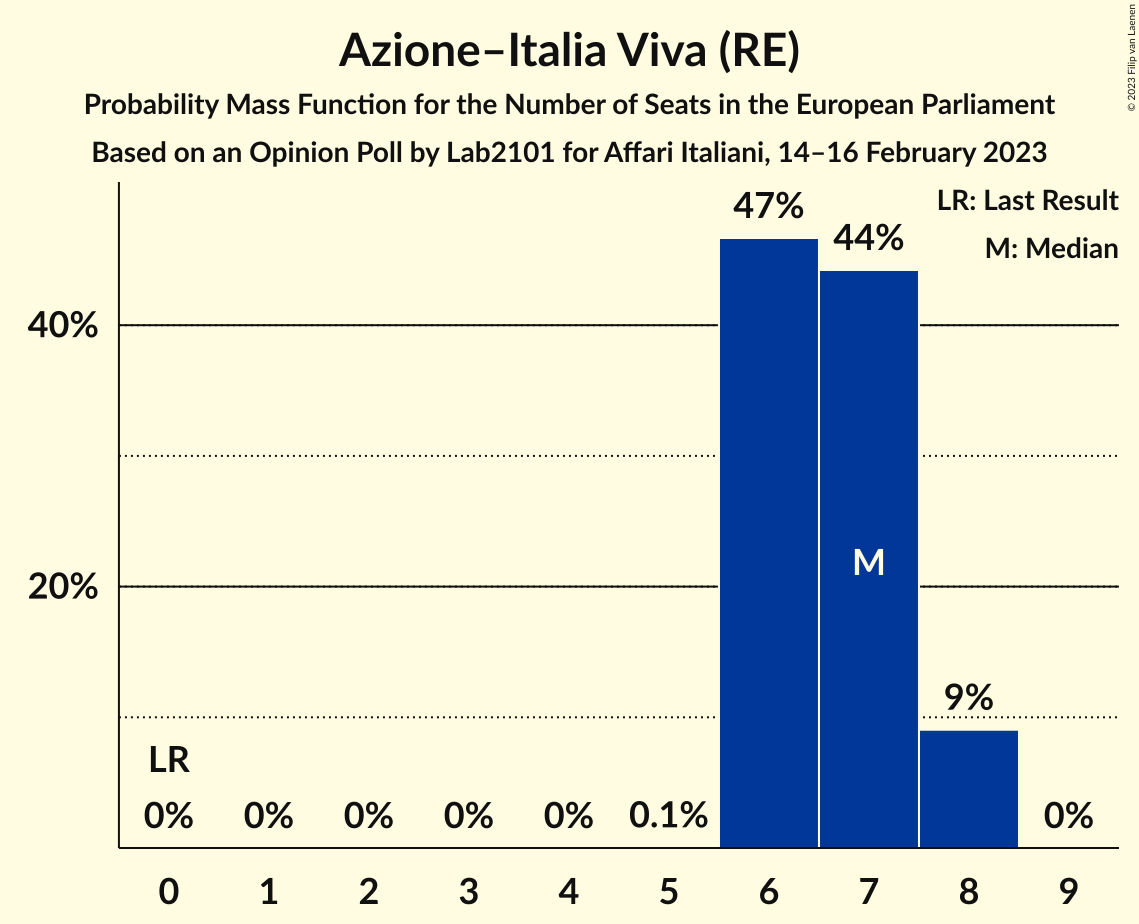 Azione–Italia Viva (RE)
Probability Mass Function for the Number of Seats in the European Parliament
Based on an Opinion Poll by Lab2101 for Affari Italiani, 14–16 February 2023
© 2023 Filip van Laenen
LR: Last Result
M: Median
47%
44%
40%
M
20%
9%
LR
0% 0% 0% 0% 0% 0.1% 0%
0 1 2 3 4 5 6 7 8 9